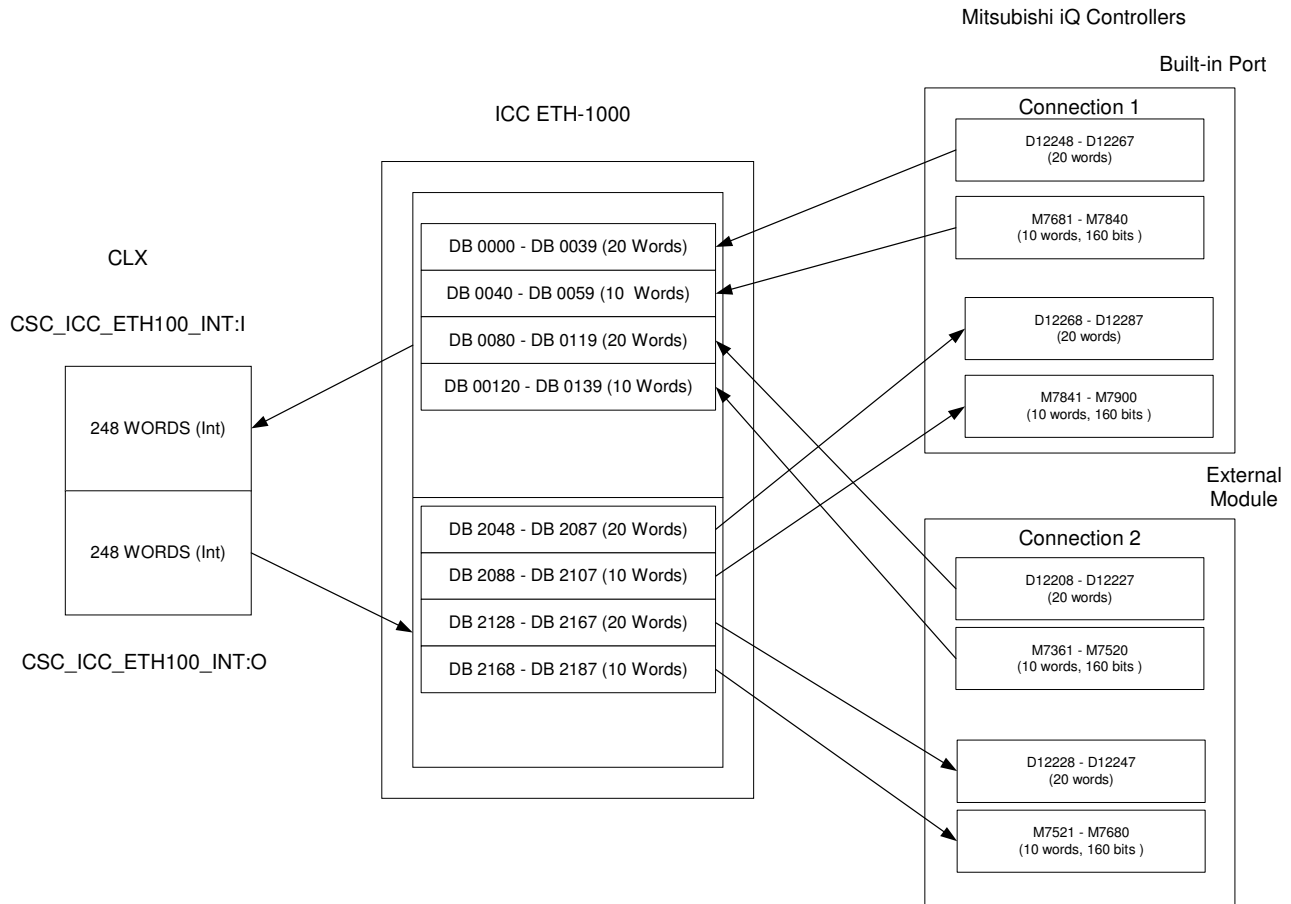 Mitsubishi iQ Controllers
Built-in Port
ICC ETH-1000
Connection 1
D12248 - D12267
(20 words)
M7681 - M7840
(10 words, 160 bits )
D12268 - D12287
(20 words)
M7841 - M7900
(10 words, 160 bits )
DB 0000 - DB 0039 (20 Words)
DB 0040 - DB 0059 (10  Words)
DB 0080 - DB 0119 (20 Words)
DB 00120 - DB 0139 (10 Words)
CLX
CSC_ICC_ETH100_INT:I
248 WORDS (Int)
248 WORDS (Int)
CSC_ICC_ETH100_INT:O
DB 2048 - DB 2087 (20 Words)
DB 2088 - DB 2107 (10 Words)
DB 2128 - DB 2167 (20 Words)
DB 2168 - DB 2187 (10 Words)
External
Module
Connection 2
D12208 - D12227
(20 words)
M7361 - M7520
(10 words, 160 bits )
D12228 - D12247
(20 words)
M7521 - M7680
(10 words, 160 bits )